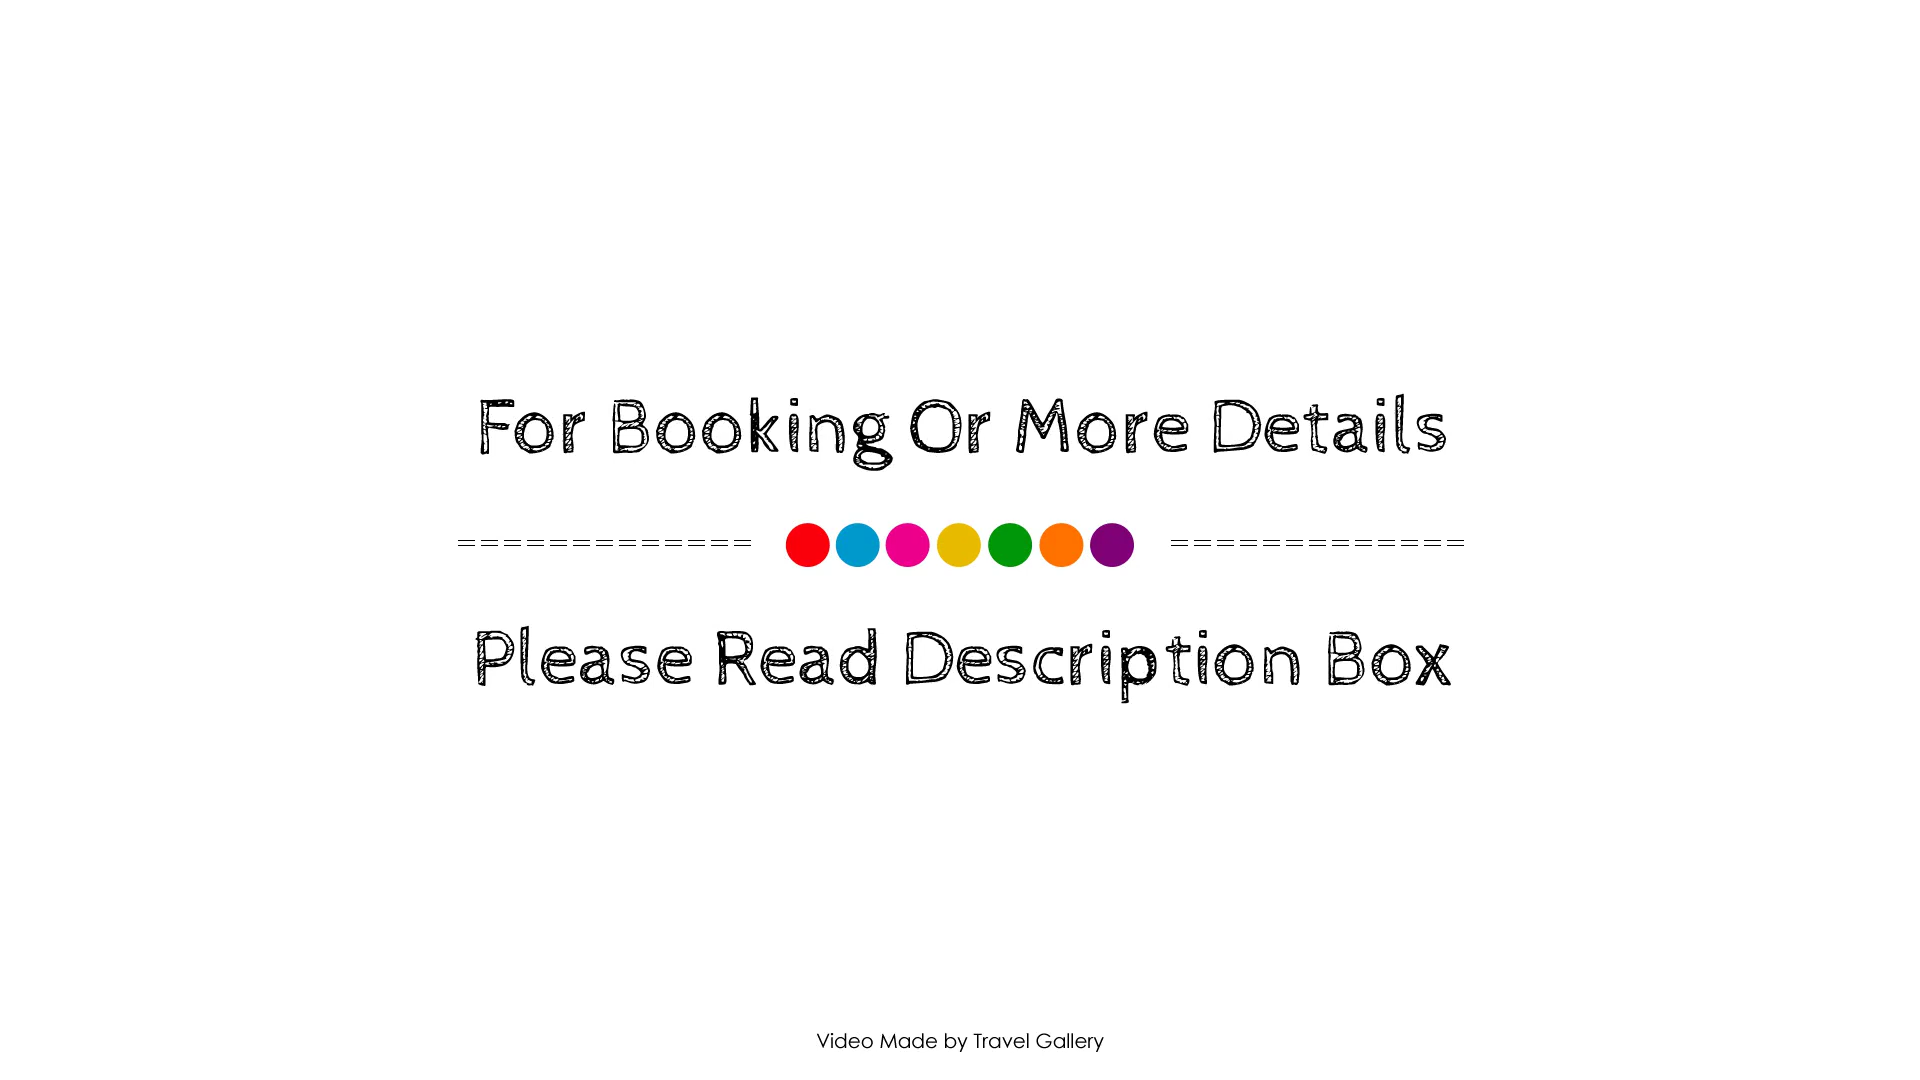 For Booking Or More Details
============= =============
Please Read Description Box
Video Made by Travel Gallery